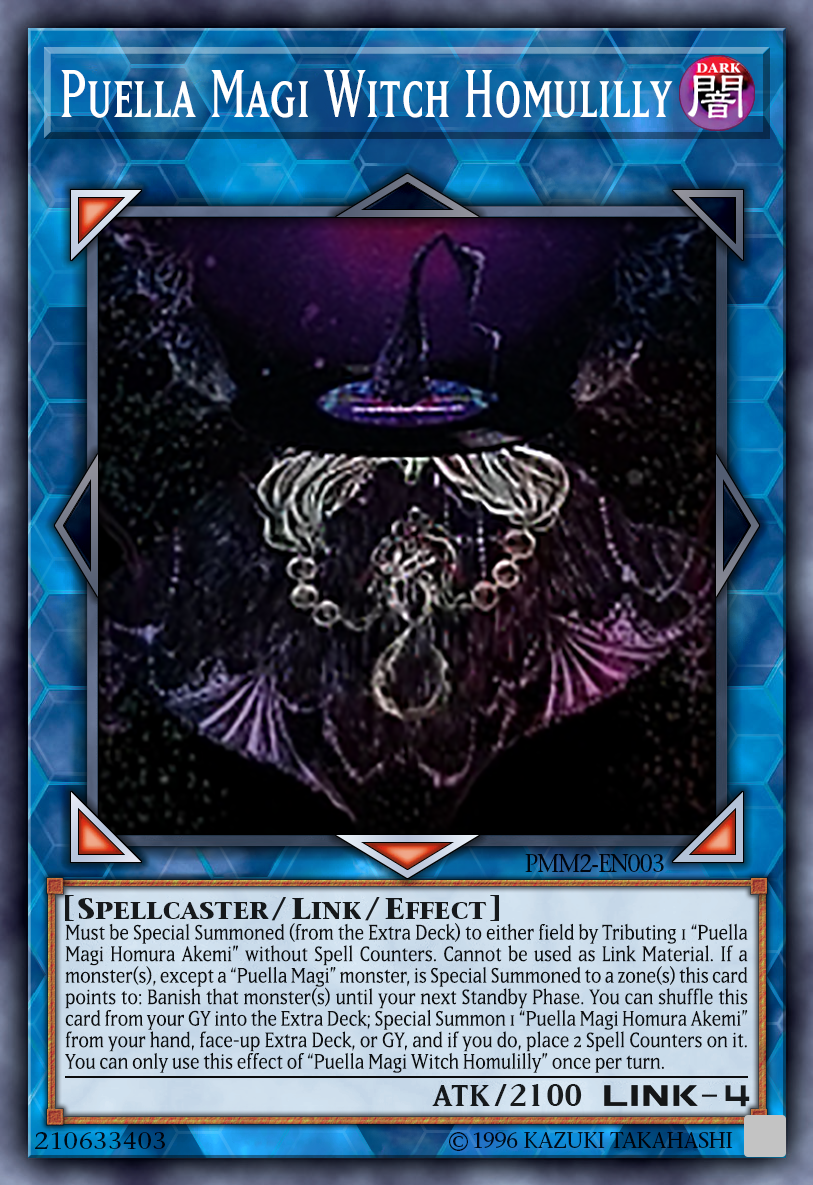 Puella Magi Witch Homulilly
DARK
闇
PMM2-EN003
[Spellcaster/Link/Effect]
Must be Special Summoned (from the Extra Deck) to either field by Tributing 1 “Puella
Magi Homura Akemi” without Spell Counters. Cannot be used as Link Material. If a
monster(s), except a “Puella Magi” monster, is Special Summoned to a zone(s) this card
points to: Banish that monster(s) until your next Standby Phase. You can shuffle this
card from your GY into the Extra Deck; Special Summon 1 “Puella Magi Homura Akemi”
from your hand, face-up Extra Deck, or GY, and if you do, place 2 Spell Counters on it.
You can only use this effect of “Puella Magi Witch Homulilly” once per turn.
ATK/2100 LINK-4
210633403
© 1996 KAZUKI TAKAHASHI